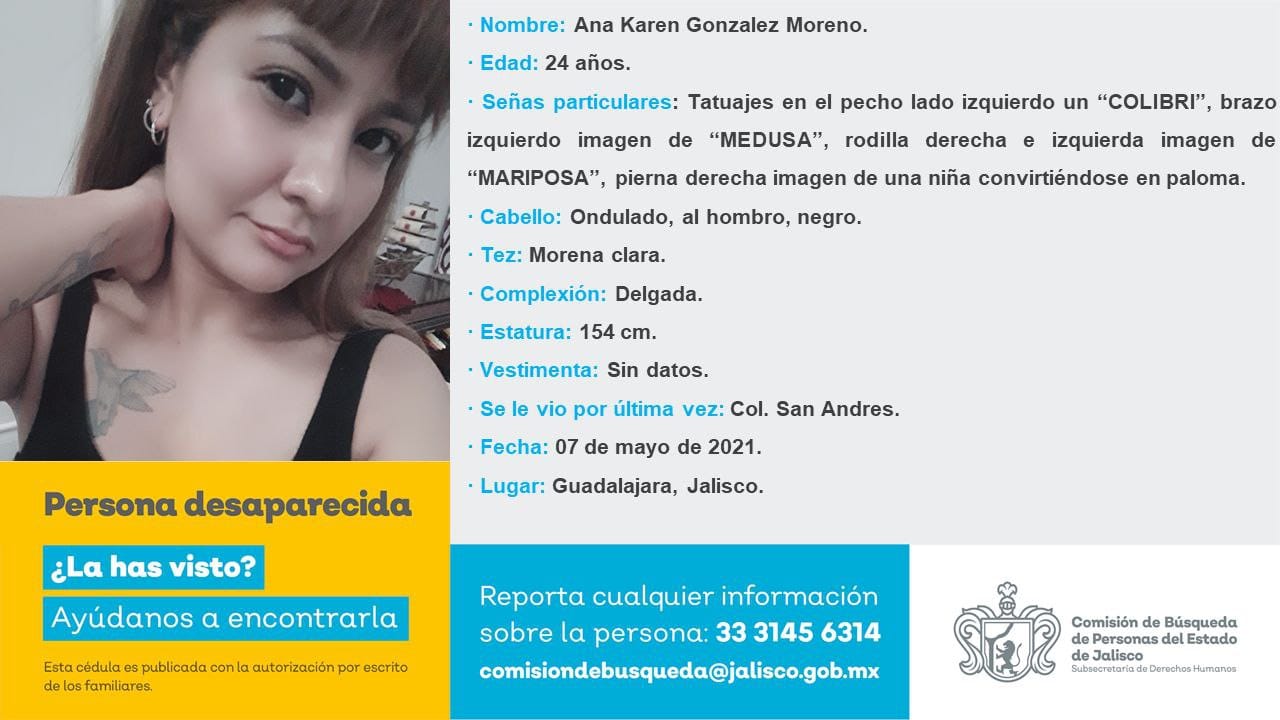 · Nombre: Ana Karen Gonzalez Moreno.
· Edad: 24 años.
· Señas particulares: Tatuajes en el pecho lado izquierdo un “COLIBRI”, brazo
izquierdo imagen de “MEDUSA”, rodilla derecha e izquierda imagen de
“MARIPOSA”, pierna derecha imagen de una niña convirtiéndose en paloma.
· Cabello: Ondulado, al hombro, negro.
· Tez: Morena clara.
· Complexión: Delgada.
· Estatura: 154 cm.
· Vestimenta: Sin datos.
· Se le vio por última vez: Col. San Andres.
· Fecha: 07 de mayo de 2021.
· Lugar: Guadalajara, Jalisco.
Persona desaparecida
¿La has visto?
Ayúdanos a encontrarla
Esta cédula es publicada con la autorización por escrito
de los familiares.
Reporta cualquier información
sobre la persona: 33 3145 6314
comisiondebusqueda@jalisco.gob.mx
Comisión de Búsqueda
de Personas del Estado
de Jalisco
Subsecretaría de Derechos Humanos